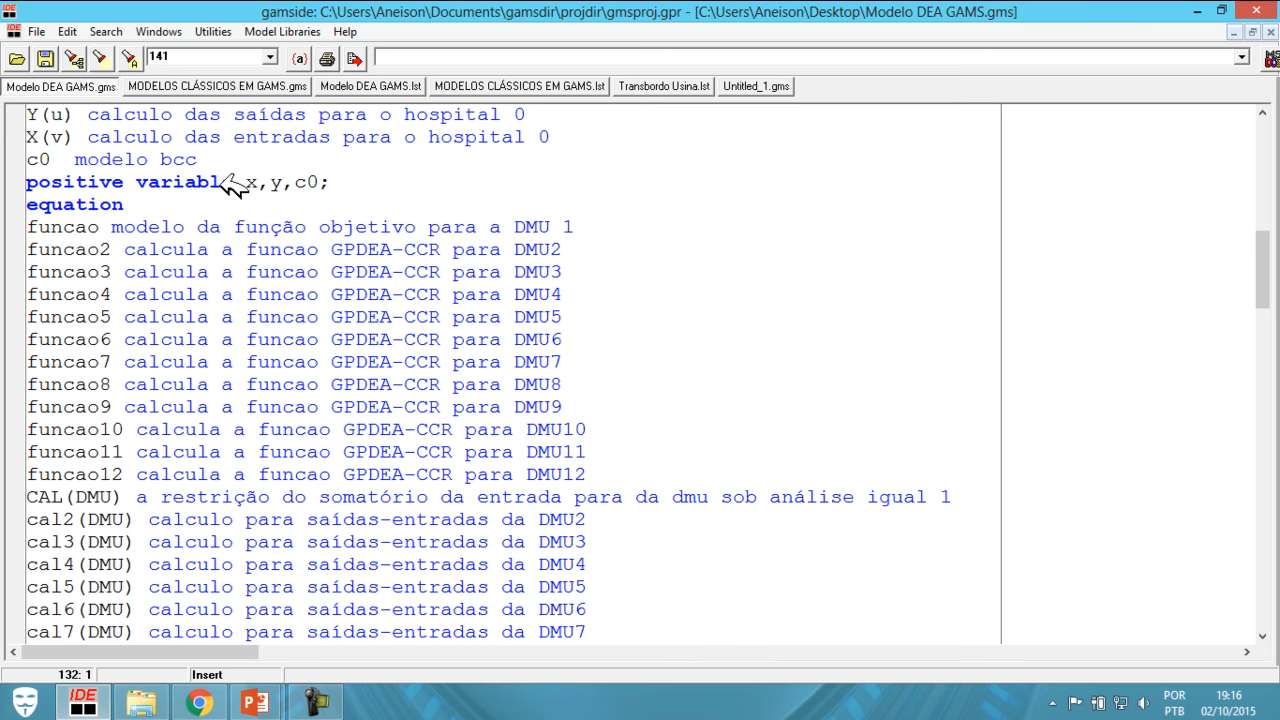 IDE
gamside: C:\Users\Aneison\Documents\gamsdir\projdir\gmsproj.gpr - [C:\Users\Aneison\Desktop\Modelo DEA GAMS.gms]
IDE File Edit Search Windows Utilities Model Libraries Help
141 {a}
Modelo DEA GAMS.gms MODELOS CLÁSSICOS EM GAMS.gms Modelo DEA GAMS.lst MODELOS CLÁSSICOS EM GAMS.lst Transbordo Usina.lst Untitled_1.gms
Y(u) calculo das saídas para o hospital 0
X(v) calculo das entradas para o hospital 0
c0 modelo bcc
positive variabl x,y,c0;
equation
funcao modelo da função objetivo para a DMU 1
funcao2 calcula a funcao GPDEA-CCR para DMU2
funcao3 calcula a funcao GPDEA-CCR para DMU3
funcao4 calcula a funcao GPDEA-CCR para DMU4
funcao5 calcula a funcao GPDEA-CCR para DMU5
funcao6 calcula a funcao GPDEA-CCR para DMU6
funcao7 calcula a funcao GPDEA-CCR para DMU7
funcao8 calcula a funcao GPDEA-CCR para DMU8
funcao9 calcula a funcao GPDEA-CCR para DMU9
funcao10 calcula a funcao GPDEA-CCR para DMU10
funcao11 calcula a funcao GPDEA-CCR para DMU11
funcao12 calcula a funcao GPDEA-CCR para DMU12
CAL(DMU) a restrição do somatório da entrada para da dmu sob análise igual 1
cal2(DMU) calculo para saídas-entradas da DMU2
cal3(DMU) calculo para saídas-entradas da DMU3
cal4(DMU) calculo para saídas-entradas da DMU4
cal5(DMU) calculo para saídas-entradas da DMU5
cal6(DMU) calculo para saídas-entradas da DMU6
cal7(DMU) calculo para saídas-entradas da DMU7
132: 1 Insert
IDE POR 19:16
PTB 02/10/2015